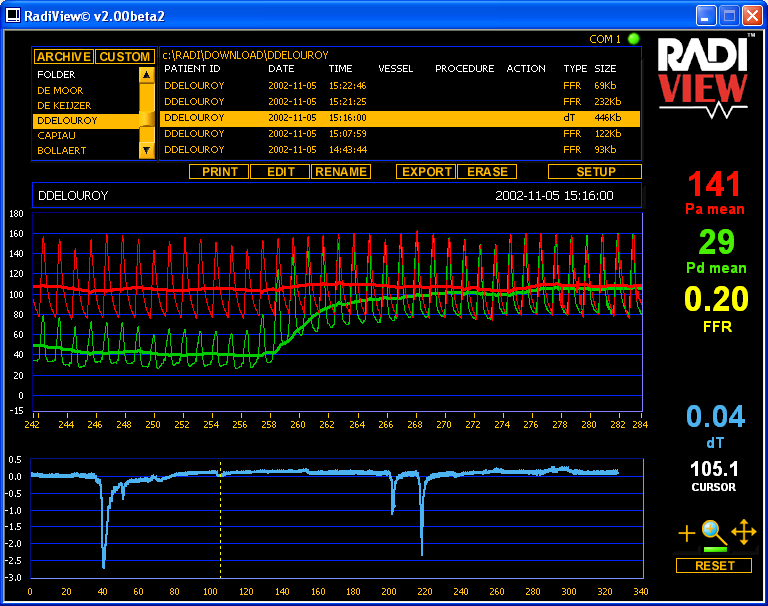 RadiView© v2.00beta2
COM 1
ARCHIVE CUSTOM
c:\RADI\DOWNLOAD\DDELOUROY
RADI VIEW™
FOLDER
PATIENT ID DATE TIME VESSEL PROCEDURE ACTION TYPE SIZE
DE MOOR
DDELOUROY 2002-11-05 15:22:46 FFR 69Kb
DE KEIJZER
DDELOUROY 2002-11-05 15:21:25 FFR 232Kb
DDELOUROY
DDELOUROY 2002-11-05 15:16:00 dT 446Kb
CAPIAU
DDELOUROY 2002-11-05 15:07:59 FFR 122Kb
BOLLAERT
DDELOUROY 2002-11-05 14:43:44 FFR 93Kb
PRINT EDIT RENAME EXPORT ERASE SETUP
DDELOUROY 2002-11-05 15:16:00
180
160
140
120
100
80
60
40
20
0
-15
242 244 246 248 250 252 254 256 258 260 262 264 266 268 270 272 274 276 278 280 282 284
141
Pa mean
29
Pd mean
0.20
FFR
0.04
dT
105.1
CURSOR
0.5
0.0
-0.5
-1.0
-1.5
-2.0
-2.5
-3.0
0 20 40 60 80 100 120 140 160 180 200 220 240 260 280 300 320 340
RESET